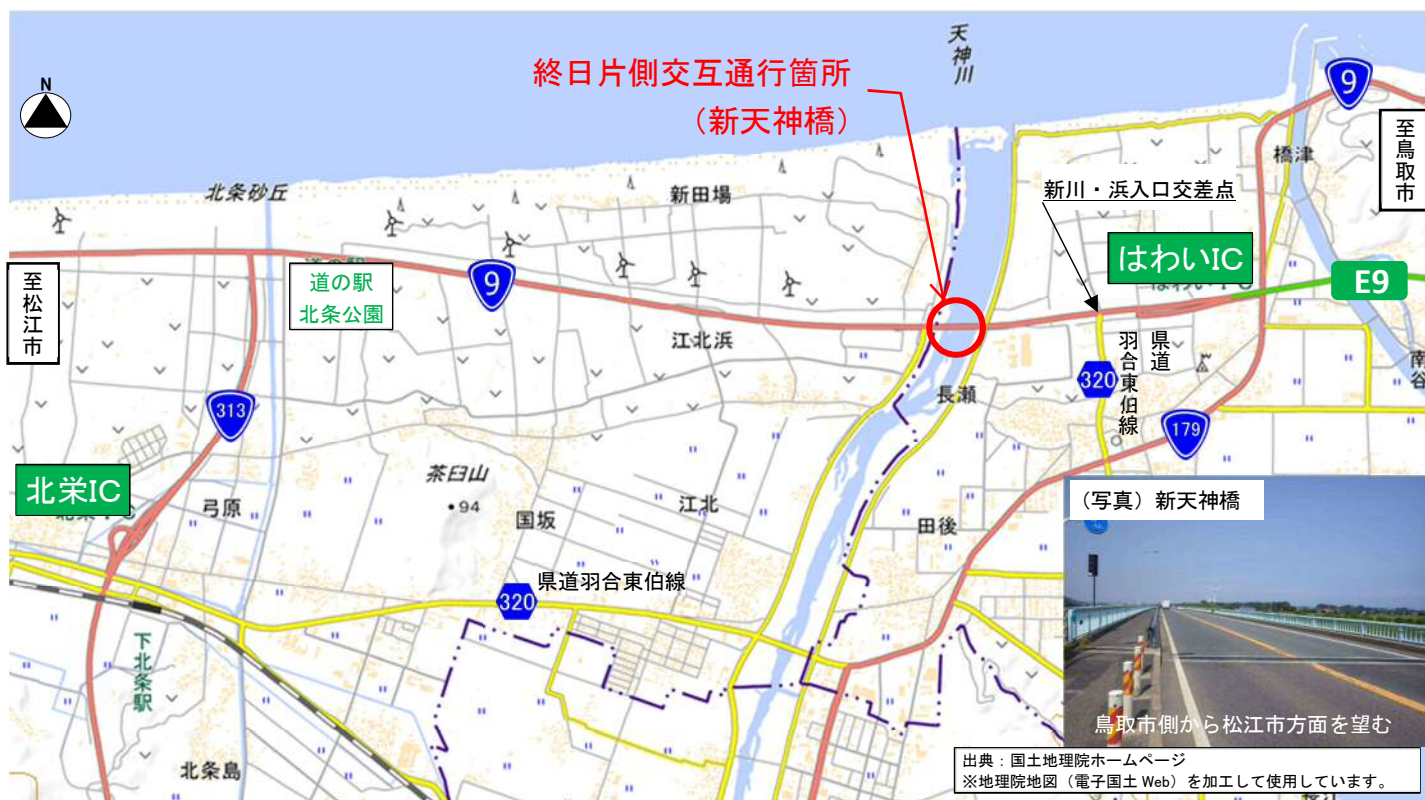 終日片側交互通行箇所
（新天神橋）
天神川
N
9
至鳥取市
橋津
北条砂丘
新田場
新川・浜入口交差点
はわいIC
E9
至松江市
道の駅
北条公園
9
江北浜
県道
羽合東伯線
320
南谷
313
長瀬
179
北栄IC
弓原
茶臼山
94
国坂
江北
田後
（写真）新天神橋
320
県道羽合東伯線
下北条駅
北条島
鳥取市側から松江市方面を望む
出典：国土地理院ホームページ
※地理院地図（電子国土 Web）を加工して使用しています。